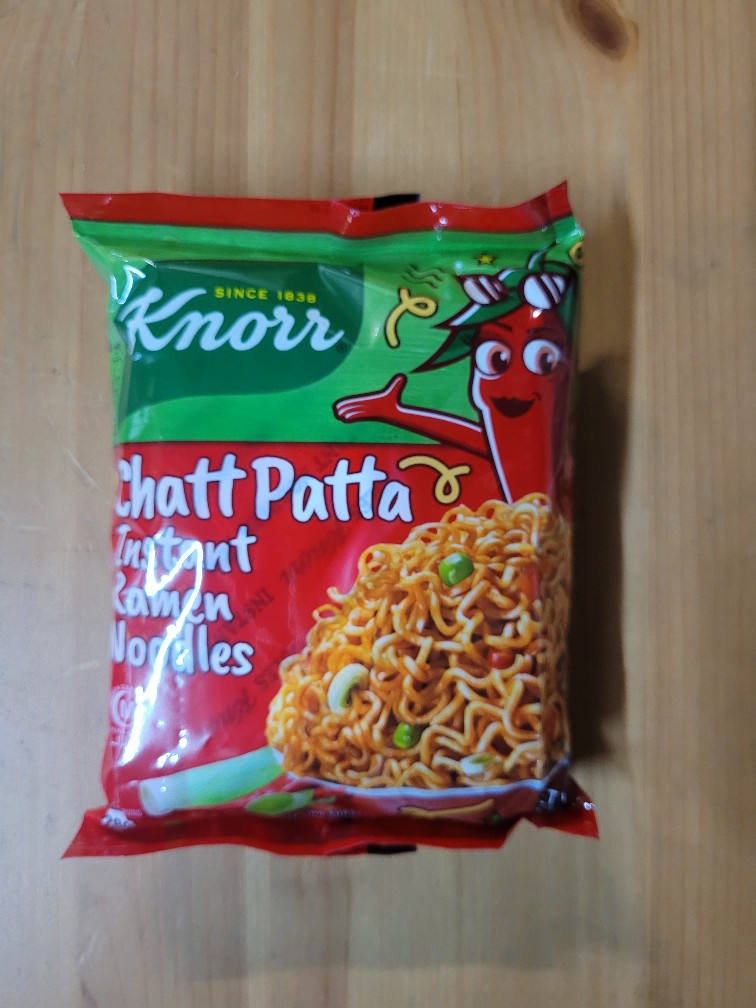 SINCE 1838
Knorr
Chatt Patta
Instant
Ramen
Noodles